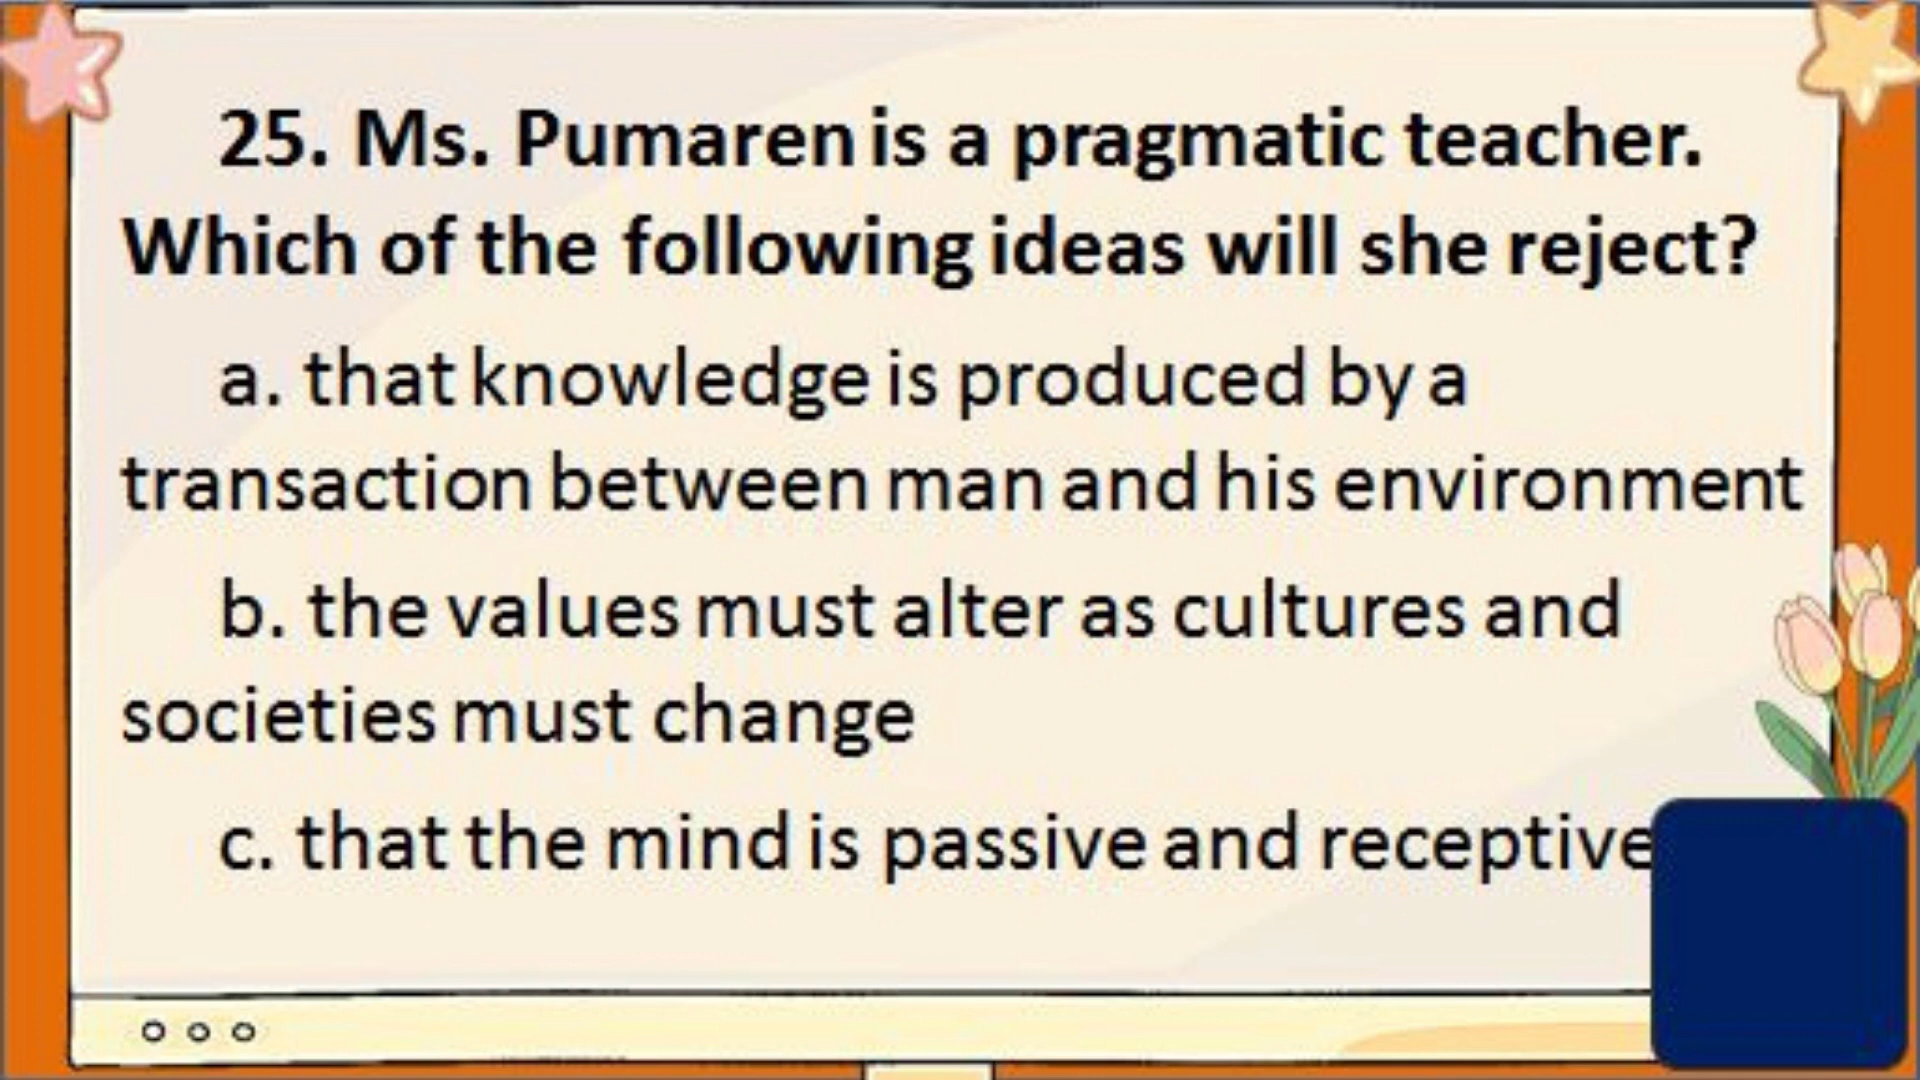 25. Ms. Pumaren is a pragmatic teacher.
Which of the following ideas will she reject?
a. that knowledge is produced by a
transaction between man and his environment
b. the values must alter as cultures and
societies must change
c. that the mind is passive and receptive